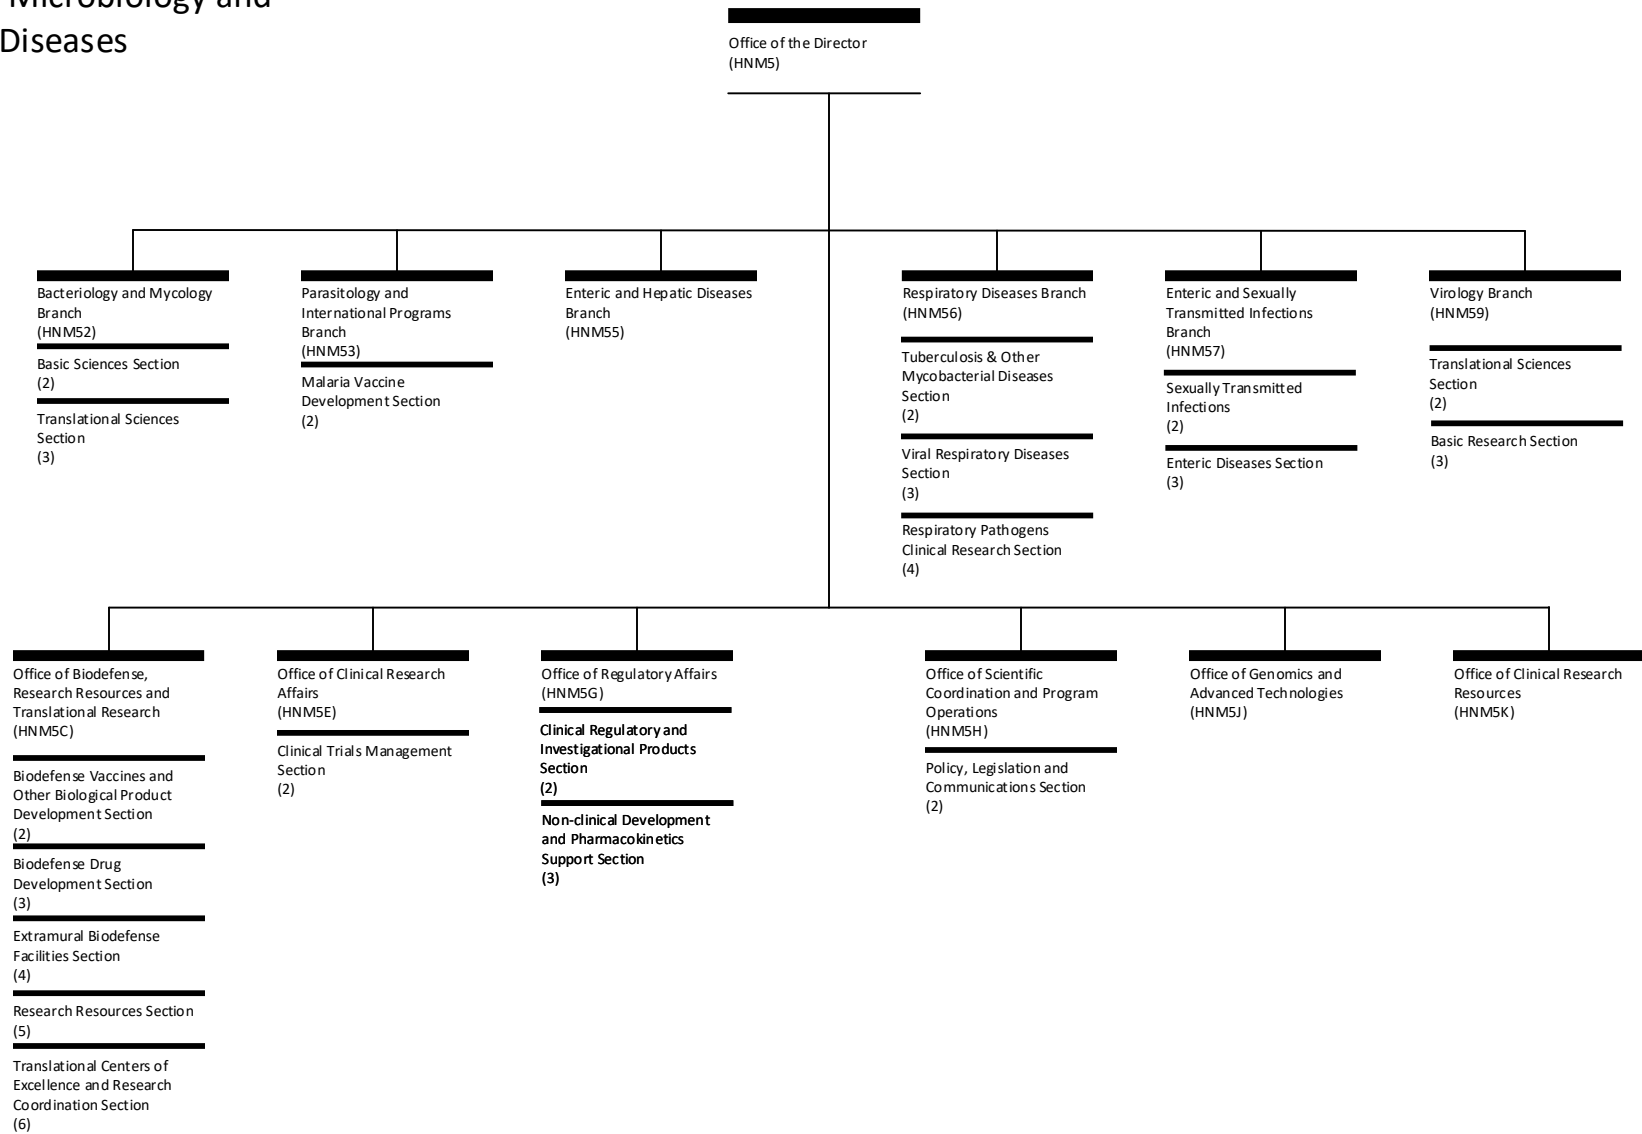 Microbiology and
Diseases
Office of the Director
(HNM5)
Bacteriology and Mycology
Branch
(HNM52)
Basic Sciences Section
(2)
Translational Sciences
Section
(3)
Parasitology and
International Programs
Branch
(HNM53)
Malaria Vaccine
Development Section
(2)
Enteric and Hepatic Diseases
Branch
(HNM55)
Respiratory Diseases Branch
(HNM56)
Tuberculosis & Other
Mycobacterial Diseases
Section
(2)
Viral Respiratory Diseases
Section
(3)
Respiratory Pathogens
Clinical Research Section
(4)
Enteric and Sexually
Transmitted Infections
Branch
(HNM57)
Sexually Transmitted
Infections
(2)
Enteric Diseases Section
(3)
Virology Branch
(HNM59)
Translational Sciences
Section
(2)
Basic Research Section
(3)
Office of Biodefense,
Research Resources and
Translational Research
(HNM5C)
Biodefense Vaccines and
Other Biological Product
Development Section
(2)
Biodefense Drug
Development Section
(3)
Extramural Biodefense
Facilities Section
(4)
Research Resources Section
(5)
Translational Centers of
Excellence and Research
Coordination Section
(6)
Office of Clinical Research
Affairs
(HNM5E)
Clinical Trials Management
Section
(2)
Office of Regulatory Affairs
(HNM5G)
Clinical Regulatory and
Investigational Products
Section
(2)
Non-clinical Development
and Pharmacokinetics
Support Section
(3)
Office of Scientific
Coordination and Program
Operations
(HNM5H)
Policy, Legislation and
Communications Section
(2)
Office of Genomics and
Advanced Technologies
(HNM5J)
Office of Clinical Research
Resources
(HNM5K)